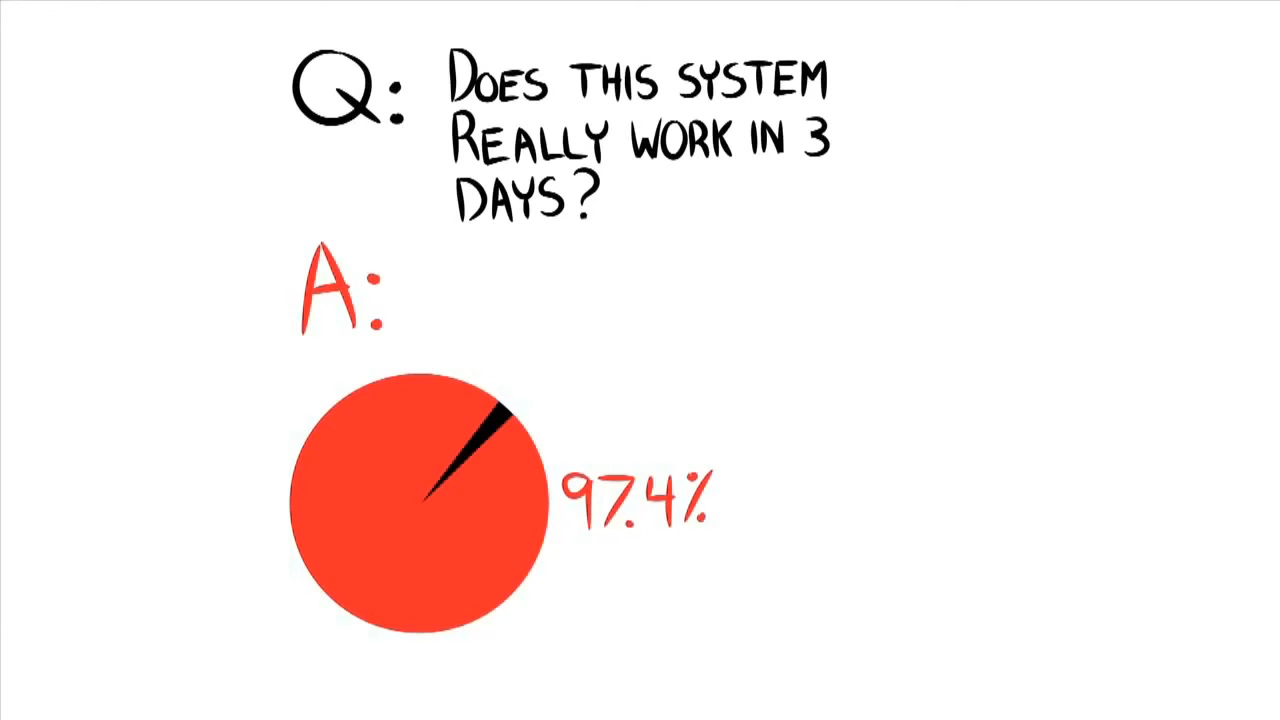 Q: DOES THIS SYSTEM
REALLY WORK IN 3
DAYS?
A:
97.4%